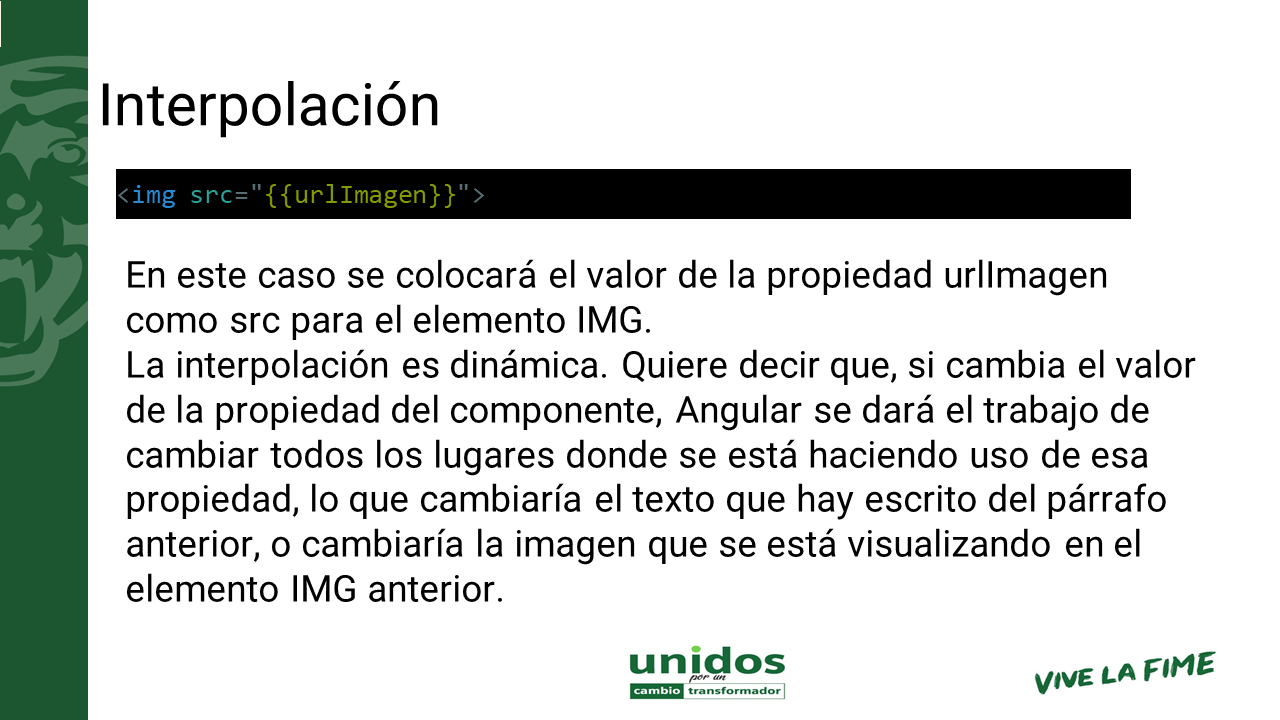 Interpolación
<img src="{{urlImagen}}">
En este caso se colocará el valor de la propiedad urlImagen
como src para el elemento IMG.
La interpolación es dinámica. Quiere decir que, si cambia el valor
de la propiedad del componente, Angular se dará el trabajo de
cambiar todos los lugares donde se está haciendo uso de esa
propiedad, lo que cambiaría el texto que hay escrito del párrafo
anterior, o cambiaría la imagen que se está visualizando en el
elemento IMG anterior.
unidos
por un
cambio transformador
VIVE LA FIME